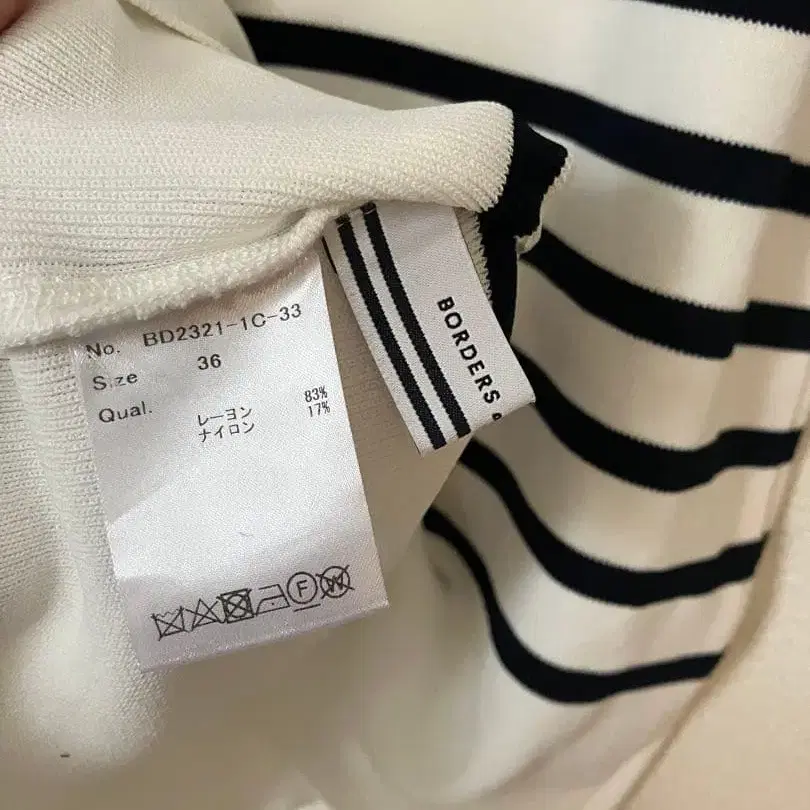 No. BD2321-1C-33
Size 36
Qual.
レーヨン 83%
ナイロン 17%
BORDERS
F
W